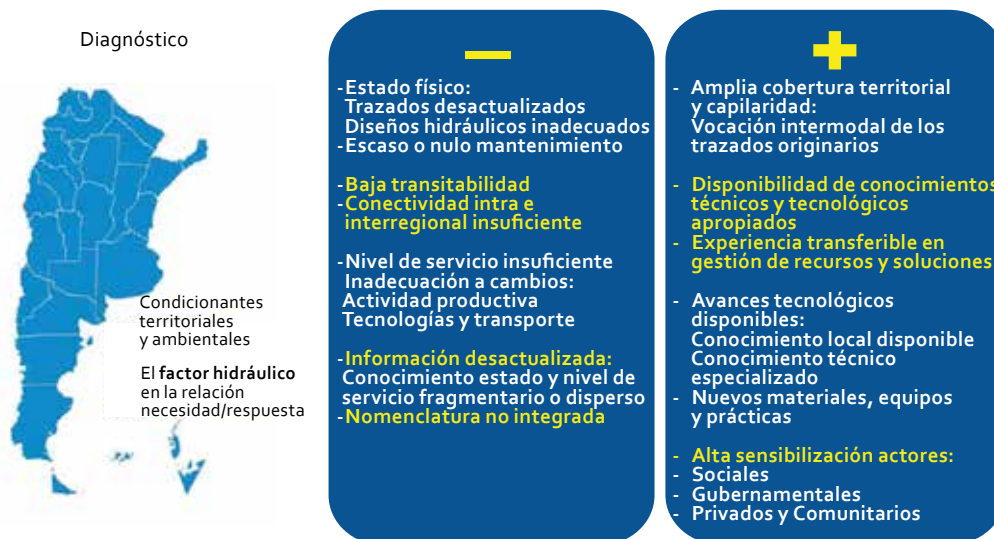 Diagnóstico
Condicionantes
territoriales
y ambientales
El factor hidráulico
en la relación
necesidad/respuesta
-Estado físico:
Trazados desactualizados
Diseños hidráulicos inadecuados
-Escaso o nulo mantenimiento
-Baja transitabilidad
-Conectividad intra e
interregional insuficiente
-Nivel de servicio insuficiente
Inadecuación a cambios:
Actividad productiva
Tecnologías y transporte
-Información desactualizada:
Conocimiento estado y nivel de
servicio fragmentario o disperso
-Nomenclatura no integrada
- Amplia cobertura territorial
y capilaridad:
Vocación intermodal de los
trazados originarios
- Disponibilidad de conocimientos
técnicos y tecnológicos
apropiados
- Experiencia transferible en
gestión de recursos y soluciones
- Avances tecnológicos
disponibles:
Conocimiento local disponible
Conocimiento técnico
especializado
- Nuevos materiales, equipos
y prácticas
- Alta sensibilización actores:
- Sociales
- Gubernamentales
- Privados y Comunitarios